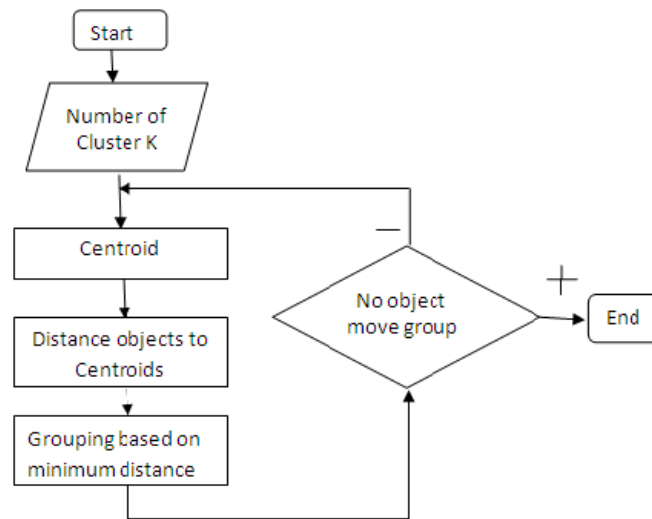 Start
Number of
Cluster K
Centroid
Distance objects to
Centroids
Grouping based on
minimum distance
No object
move group
−
+
End